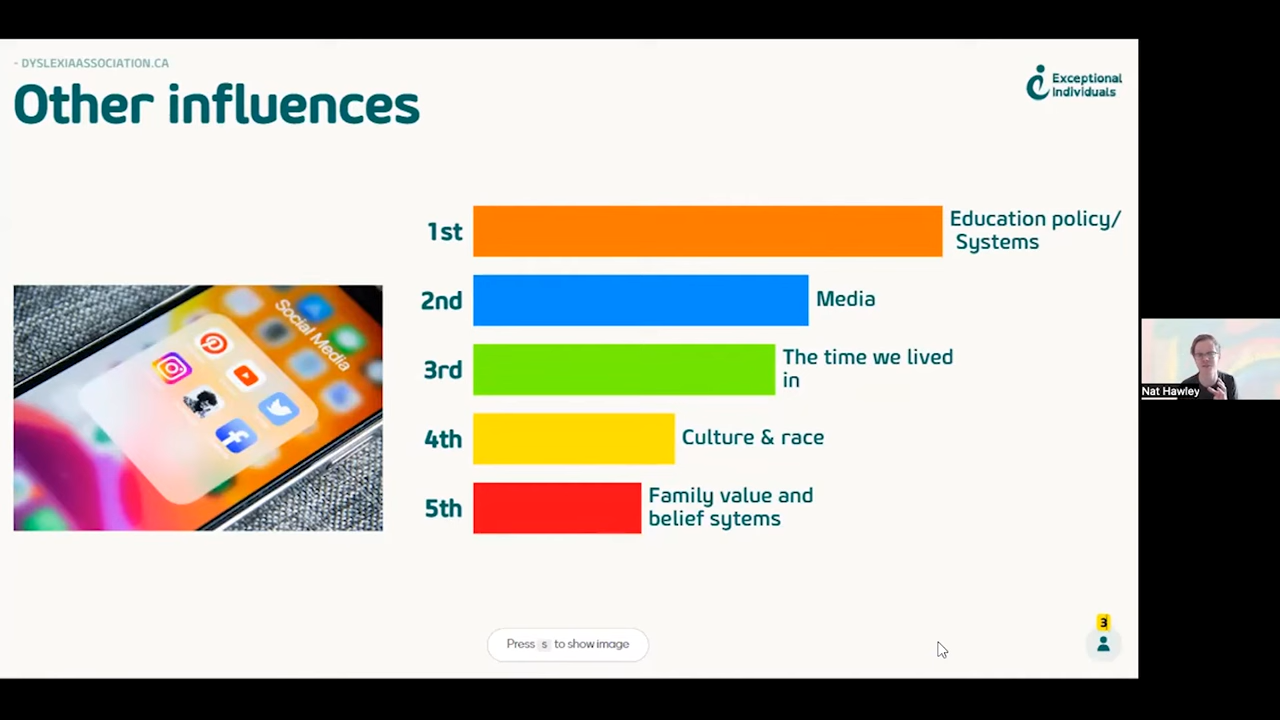 - DYSLEXIAASSOCIATION.CA
Other influences
Exceptional
Individuals
1st
Education policy/
Systems
2nd
Media
3rd
The time we lived
in
4th
Culture & race
5th
Family value and
belief sytems
Social Media
Press s to show image
3
Nat Hawley